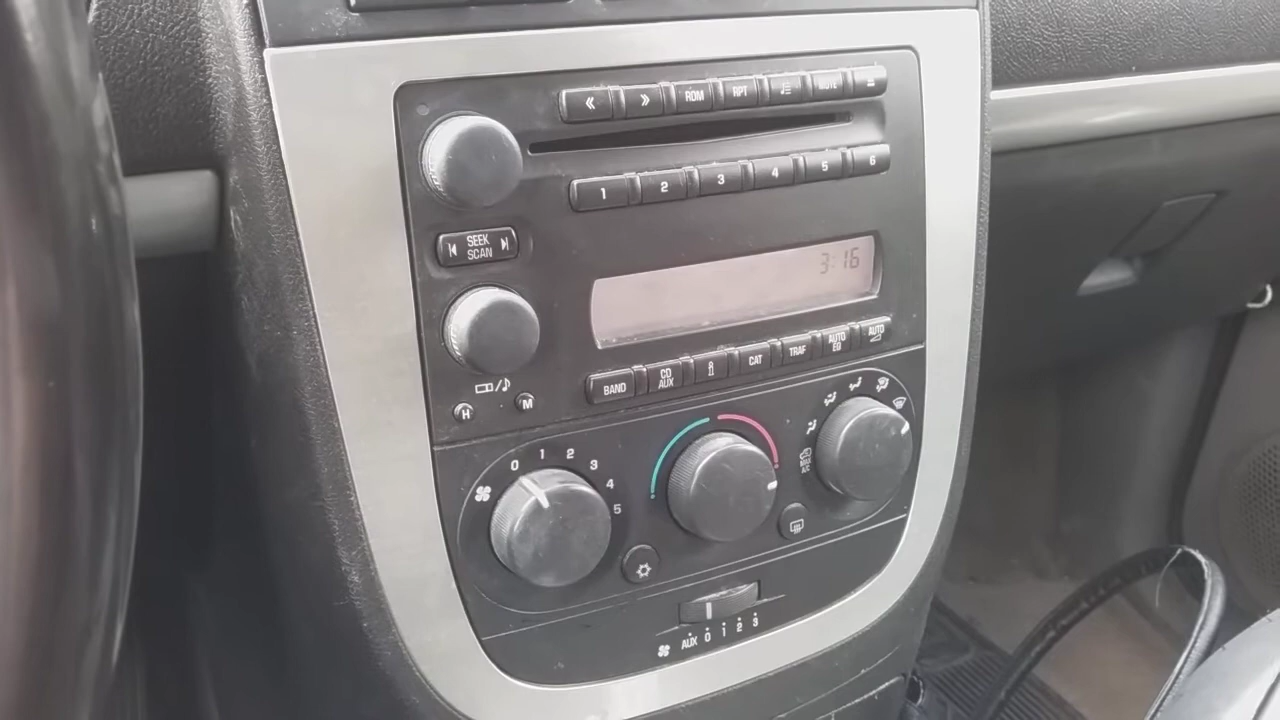 RDM RPT MUTE
1 2 3 4 5 6
SEEK
SCAN
3:16
BAND CD AUX i CAT TRAF AUTO EQ AUTO
H M
0 1 2 3 4 5
MAX A/C
AUX 0 1 2 3